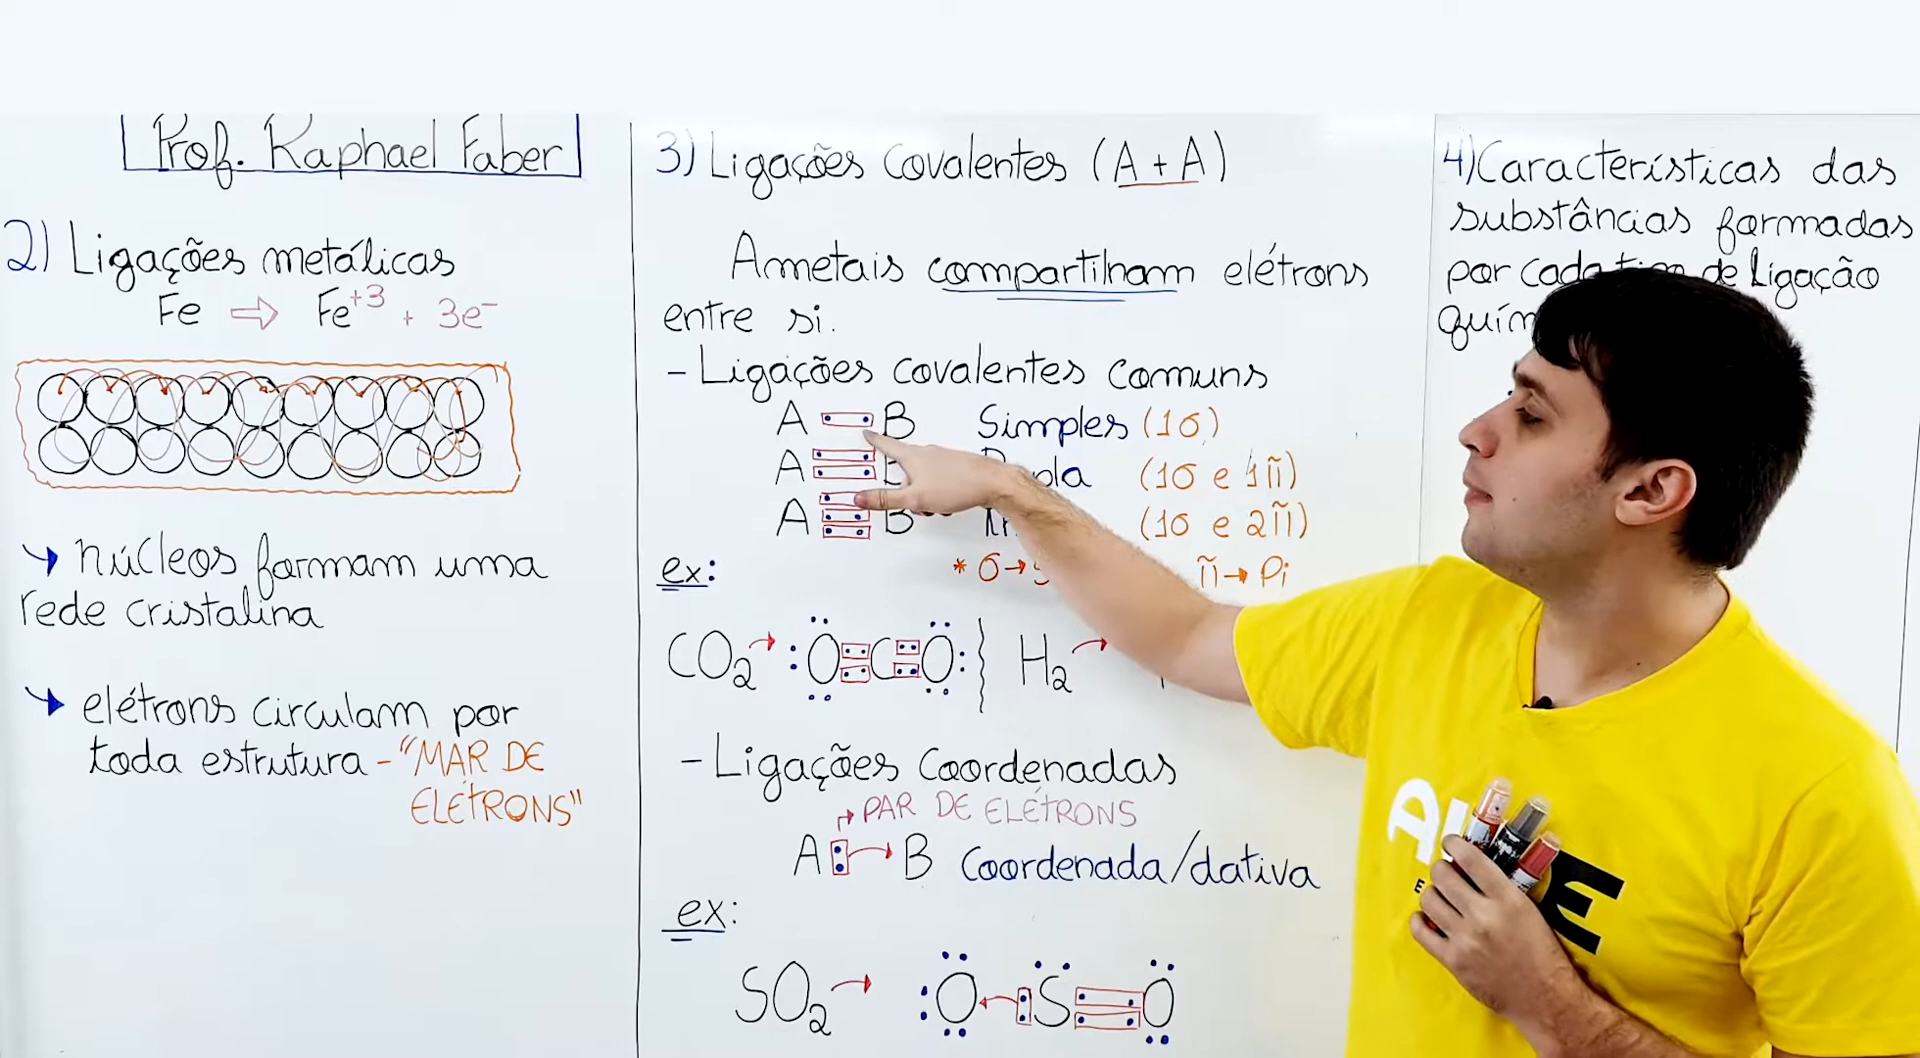 Prof. Raphael Faber
2) Ligações metálicas
Fe ⇨ Fe⁺³ + 3e⁻
→ núcleos formam uma
rede cristalina
→ elétrons circulam por
toda estrutura - "MAR DE
ELÉTRONS"
3) Ligações covalentes (A + A)
Ametais compartilham elétrons
entre si.
- Ligações covalentes comuns
A B Simples (1σ)
A B (1σ e 1π)
A B (1σ e 2π)
* σ → π → Pi
ex:
CO₂ → O C O H₂ →
- Ligações Coordenadas
→ PAR DE ELÉTRONS
A → B Coordenada/dativa
ex:
SO₂ → O ← S O
4) Características das
substâncias formadas
por cada tipo de Ligação